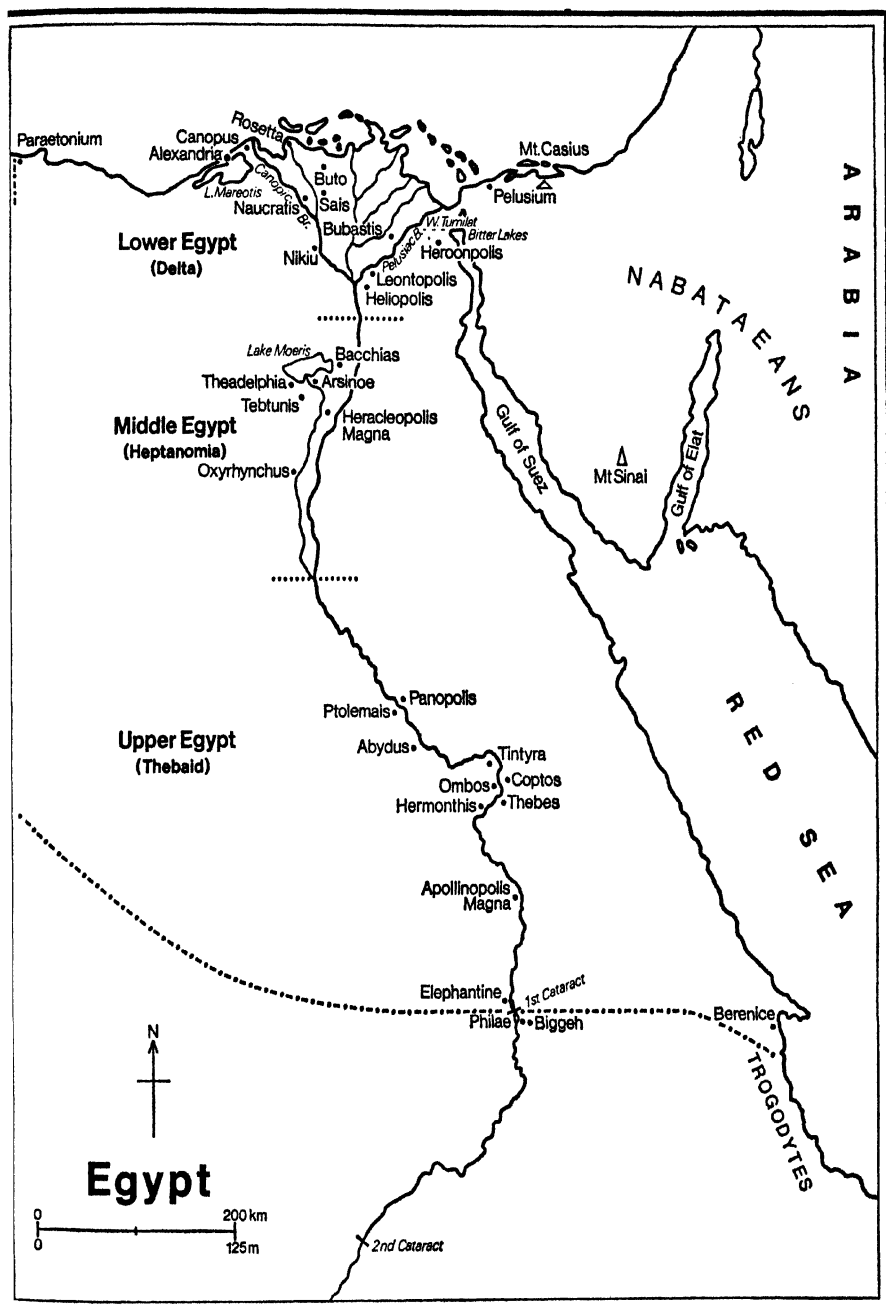 Paraetonium
Canopus
Alexandria
Rosetta
L. Mareotis
Canopic Br.
Naucratis
Buto
Sais
Bubastis
Nikiu
Pelusiac B.
Mt. Casius
Pelusium
W. Tumilat
Bitter Lakes
Heroonpolis
Leontopolis
Heliopolis
Lower Egypt
(Delta)
ARABIA
NABATAEANS
Lake Moeris
Bacchias
Theadelphia
Arsinoe
Tebtunis
Heracleopolis
Magna
Middle Egypt
(Heptanomia)
Oxyrhynchus
Gulf of Suez
Mt Sinai
Gulf of Elat
Panopolis
Ptolemais
Abydus
Upper Egypt
(Thebaid)
Tintyra
Ombos
Coptos
Hermonthis
Thebes
RED SEA
Apollinopolis
Magna
Elephantine
1st Cataract
Philae
Biggeh
Berenice
TROGODYTES
N
Egypt
0 200 km
0 125 m
2nd Cataract